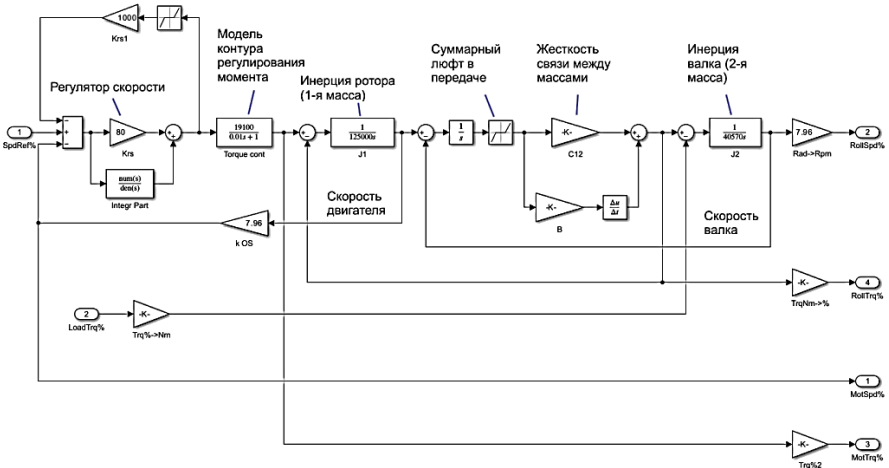 1000
Krs1
Модель
контура
регулирования
момента
Регулятор скорости
Инерция ротора
(1-я масса)
Суммарный
люфт в
передаче
Жесткость
связи между
массами
Инерция
валка (2-я
масса)
1
SpdRef%
80
Krs
num(s)
den(s)
Integr Part
19100
0.01s + 1
Torque cont
1
125000s
J1
1
s
-K-
C12
-K-
B
Δu
Δt
1
40570s
J2
7.96
Rad->Rpm
2
RollSpd%
Скорость
двигателя
7.96
k OS
Скорость
валка
-K-
TrqNm->%
4
RollTrq%
2
LoadTrq%
-K-
Trq%->Nm
1
MotSpd%
-K-
Trq%2
3
MotTrq%